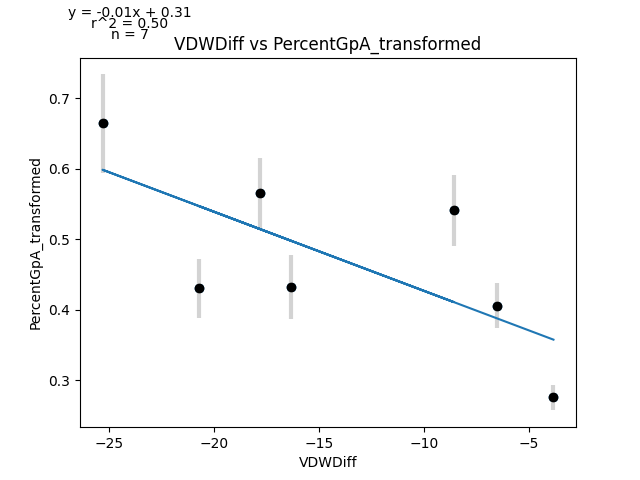 y = -0.01x + 0.31
r^2 = 0.50
n = 7
VDWDiff vs PercentGpA_transformed
PercentGpA_transformed
0.7
0.6
0.5
0.4
0.3
−25
−20
−15
−10
−5
VDWDiff